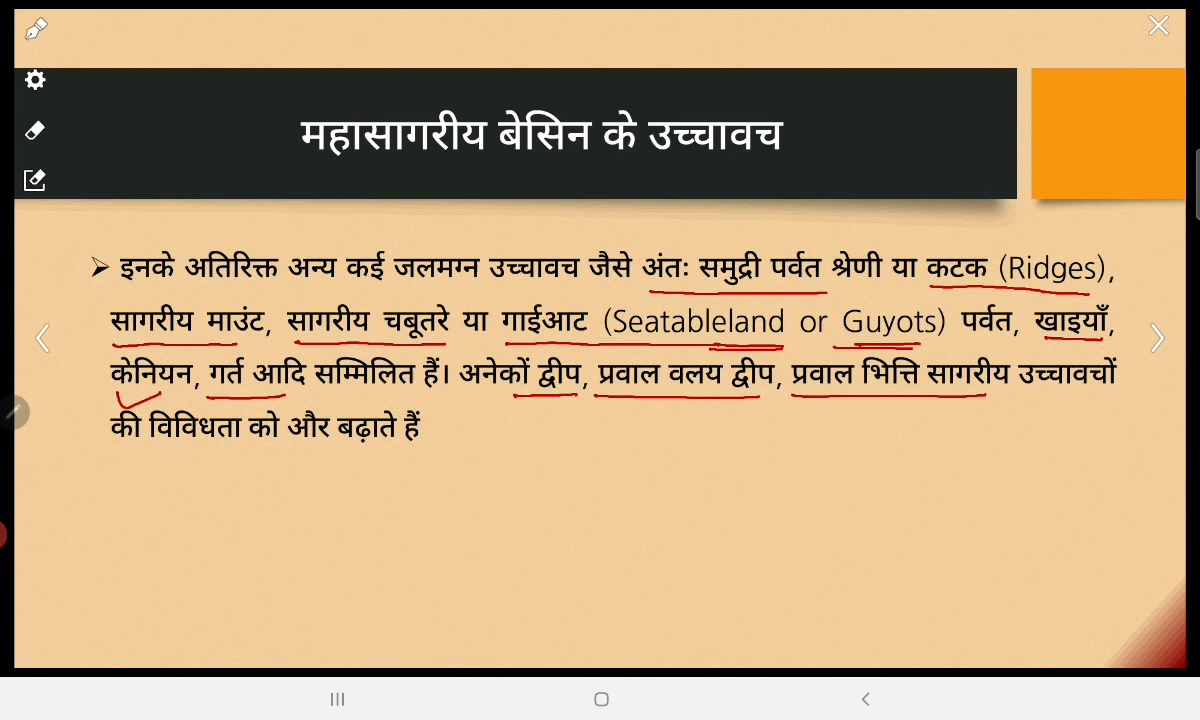 महासागरीय बेसिन के उच्चावच
➢ इनके अतिरिक्त अन्य कई जलमग्न उच्चावच जैसे अंतः समुद्री पर्वत श्रेणी या कटक (Ridges),
सागरीय माउंट, सागरीय चबूतरे या गाईआट (Seatableland or Guyots) पर्वत, खाइयाँ,
केनियन, गर्त आदि सम्मिलित हैं। अनेकों द्वीप, प्रवाल वलय द्वीप, प्रवाल भित्ति सागरीय उच्चावचों
की विविधता को और बढ़ाते हैं